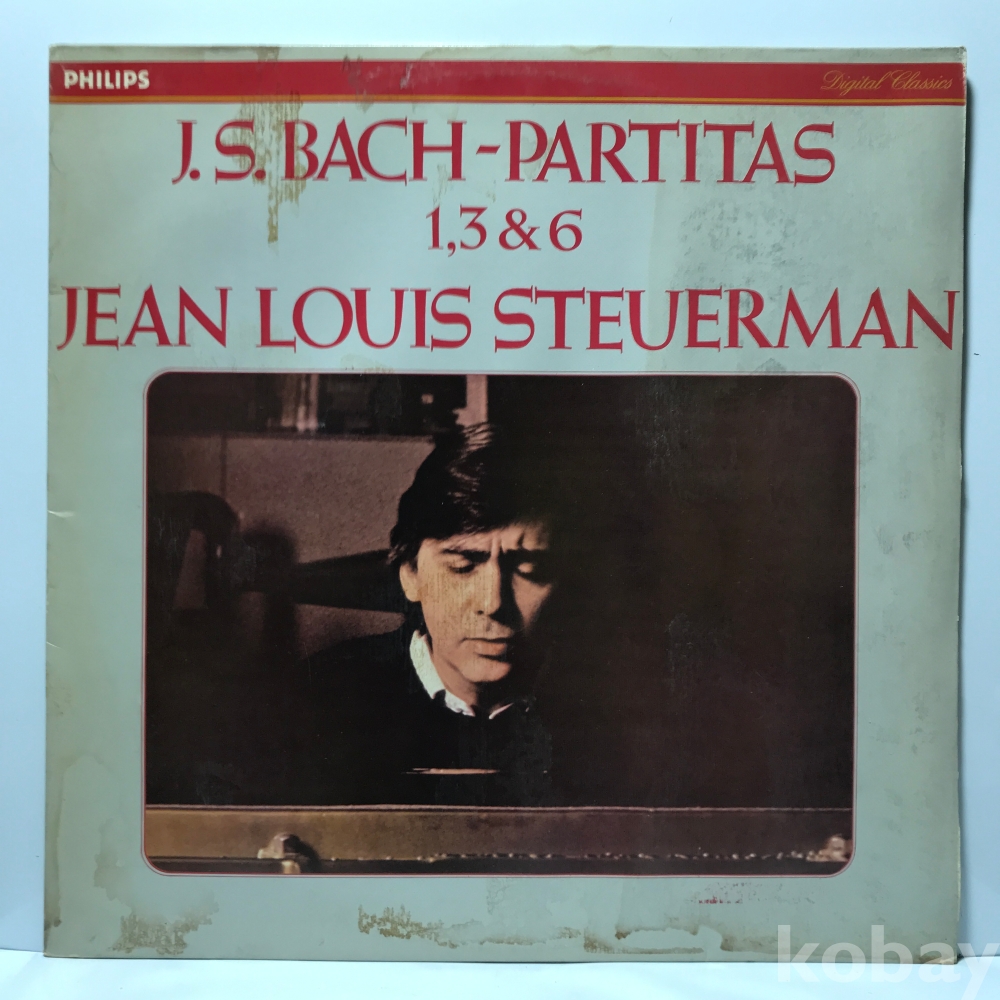 PHILIPS
Digital Classics
J. S. BACH-PARTITAS
1,3 & 6
JEAN LOUIS STEUERMAN
kobay